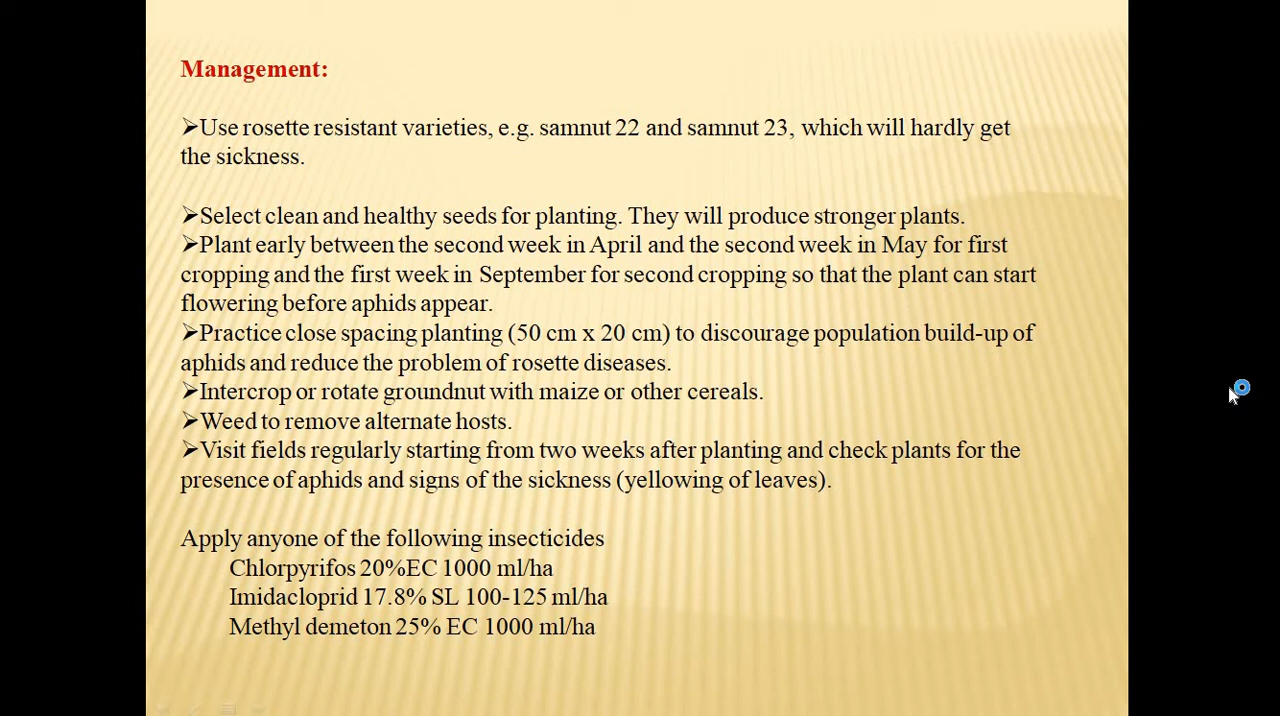 Management:
➢Use rosette resistant varieties, e.g. samnut 22 and samnut 23, which will hardly get
the sickness.
➢Select clean and healthy seeds for planting. They will produce stronger plants.
➢Plant early between the second week in April and the second week in May for first
cropping and the first week in September for second cropping so that the plant can start
flowering before aphids appear.
➢Practice close spacing planting (50 cm x 20 cm) to discourage population build-up of
aphids and reduce the problem of rosette diseases.
➢Intercrop or rotate groundnut with maize or other cereals.
➢Weed to remove alternate hosts.
➢Visit fields regularly starting from two weeks after planting and check plants for the
presence of aphids and signs of the sickness (yellowing of leaves).
Apply anyone of the following insecticides
Chlorpyrifos 20%EC 1000 ml/ha
Imidacloprid 17.8% SL 100-125 ml/ha
Methyl demeton 25% EC 1000 ml/ha